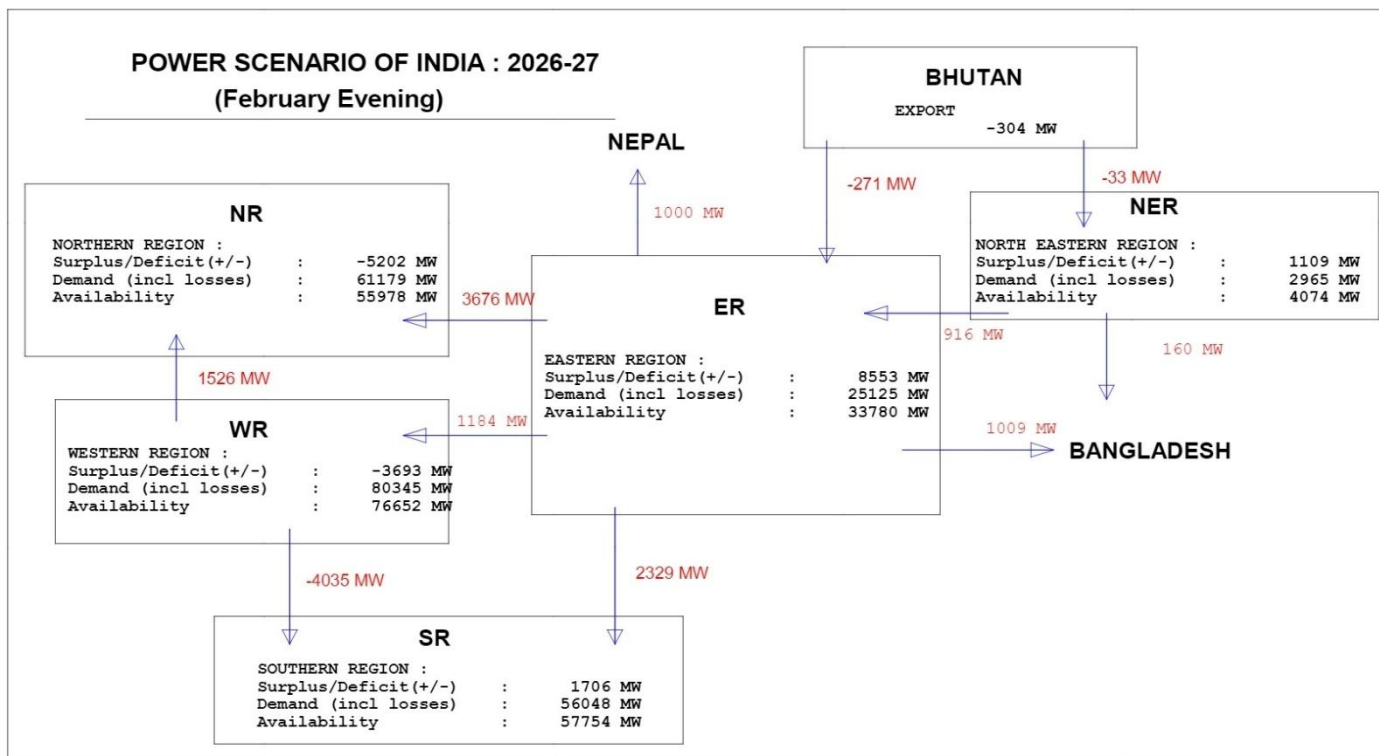 POWER SCENARIO OF INDIA : 2026-27
(February Evening)
BHUTAN
EXPORT
-304 MW
NEPAL
-271 MW
-33 MW
1000 MW
NR
NORTHERN REGION :
Surplus/Deficit(+/-) : -5202 MW
Demand (incl losses) : 61179 MW
Availability : 55978 MW
NER
NORTH EASTERN REGION :
Surplus/Deficit(+/-) : 1109 MW
Demand (incl losses) : 2965 MW
Availability : 4074 MW
3676 MW
ER
EASTERN REGION :
Surplus/Deficit(+/-) : 8553 MW
Demand (incl losses) : 25125 MW
Availability : 33780 MW
916 MW
160 MW
1526 MW
1184 MW
1009 MW
BANGLADESH
WR
WESTERN REGION :
Surplus/Deficit(+/-) : -3693 MW
Demand (incl losses) : 80345 MW
Availability : 76652 MW
-4035 MW
2329 MW
SR
SOUTHERN REGION :
Surplus/Deficit(+/-) : 1706 MW
Demand (incl losses) : 56048 MW
Availability : 57754 MW